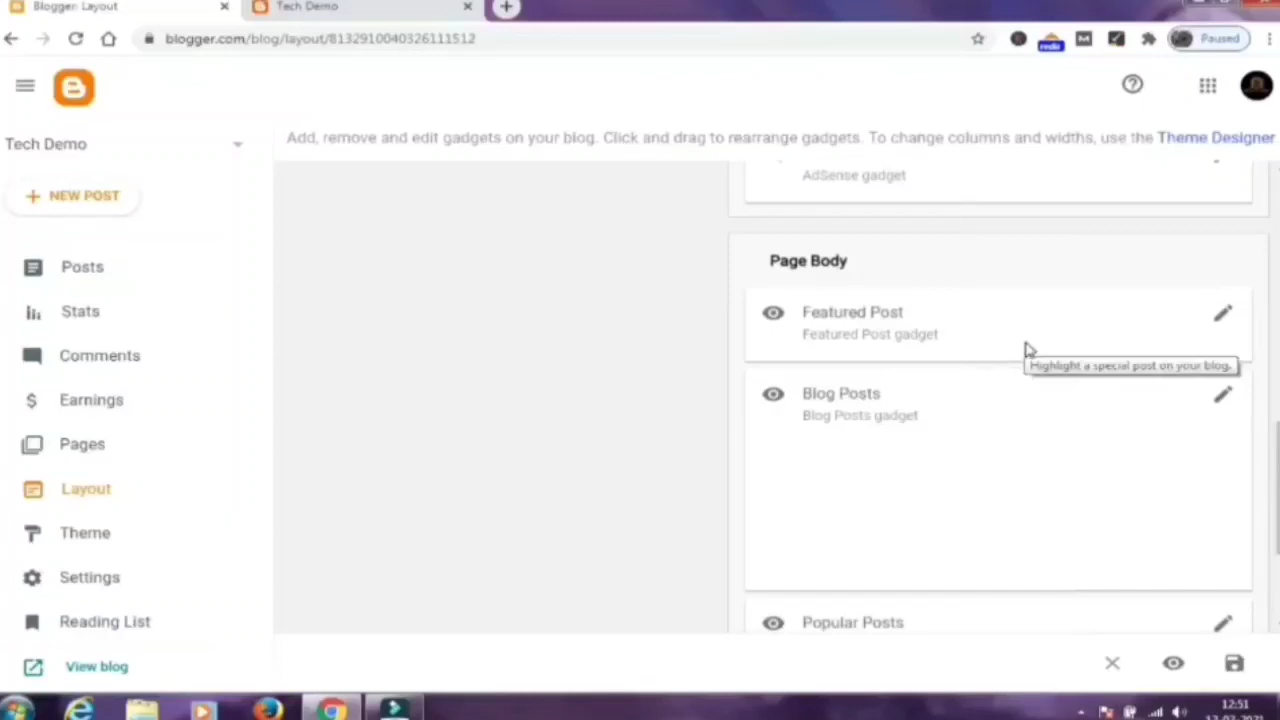 Blogger Layout
Tech Demo
blogger.com/blog/layout/8132910040326111512
Paused
Tech Demo
Add, remove and edit gadgets on your blog. Click and drag to rearrange gadgets. To change columns and widths, use the Theme Designer
NEW POST
Posts
Stats
Comments
Earnings
Pages
Layout
Theme
Settings
Reading List
View blog
AdSense gadget
Page Body
Featured Post
Featured Post gadget
Highlight a special post on your blog.
Blog Posts
Blog Posts gadget
Popular Posts
12:51